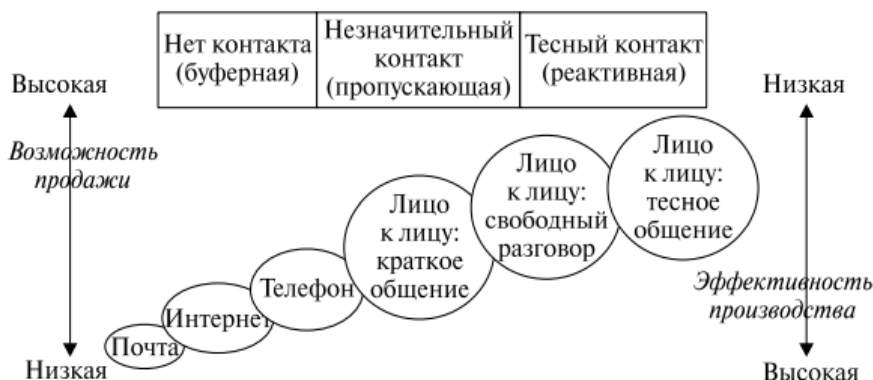 Нет контакта
(буферная)
Незначительный
контакт
(пропускающая)
Тесный контакт
(реактивная)
Высокая
Низкая
Возможность
продажи
Лицо
к лицу:
тесное
общение
Лицо
к лицу:
свободный
разговор
Лицо
к лицу:
краткое
общение
Телефон
Интернет
Почта
Эффективность
производства
Низкая
Высокая